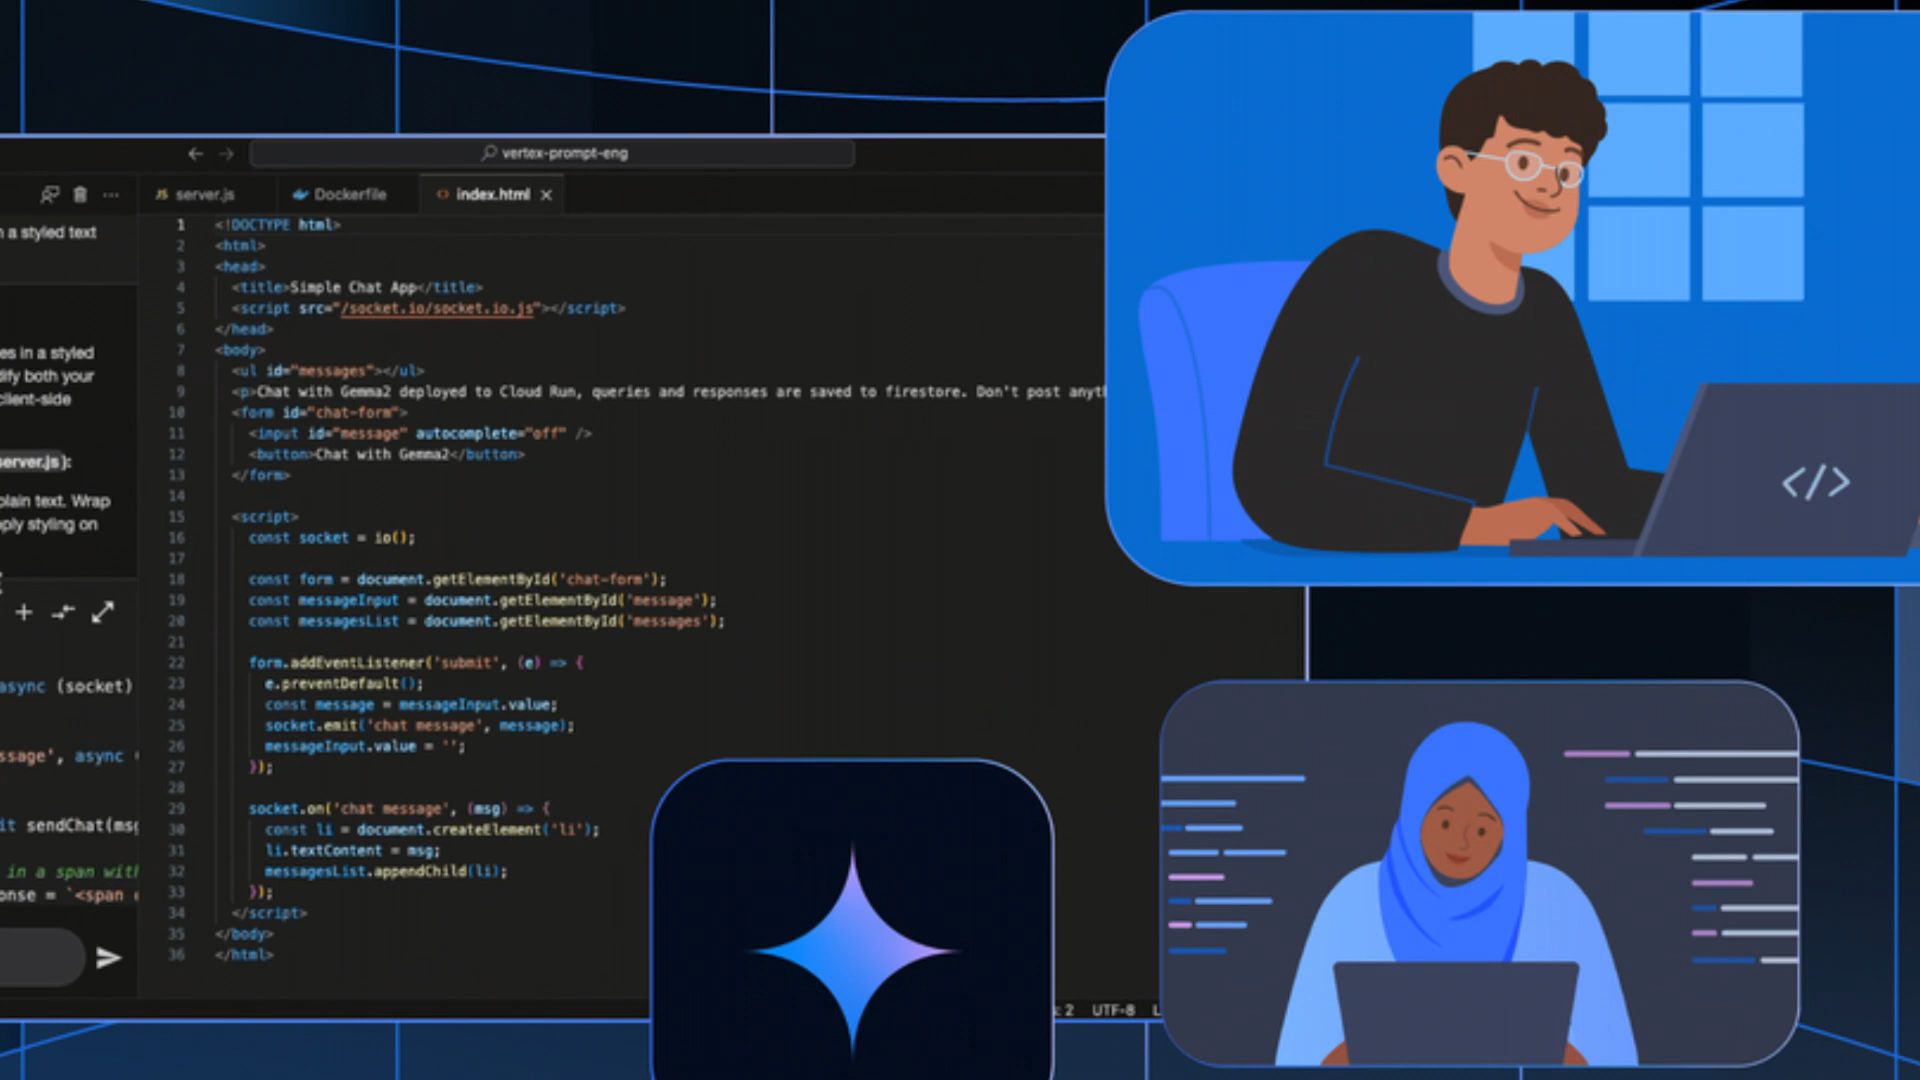 vertex-prompt-eng
server.js
Dockerfile
index.html
n a styled text
es in a styled
dify both your
client-side
server.js):
plain text. Wrap
ply styling on
async (socket)
ssage', async
it sendChat(msg
in a span with
onse = `<span
1 <!DOCTYPE html>
2 <html>
3 <head>
4 <title>Simple Chat App</title>
5 <script src="/socket.io/socket.io.js"></script>
6 </head>
7 <body>
8 <ul id="messages"></ul>
9 <p>Chat with Gemma2 deployed to Cloud Run, queries and responses are saved to firestore. Don't post anyth
10 <form id="chat-form">
11 <input id="message" autocomplete="off" />
12 <button>Chat with Gemma2</button>
13 </form>
14
15 <script>
16 const socket = io();
17
18 const form = document.getElementById('chat-form');
19 const messageInput = document.getElementById('message');
20 const messagesList = document.getElementById('messages');
21
22 form.addEventListener('submit', (e) => {
23 e.preventDefault();
24 const message = messageInput.value;
25 socket.emit('chat message', message);
26 messageInput.value = '';
27 });
28
29 socket.on('chat message', (msg) => {
30 const li = document.createElement('li');
31 li.textContent = msg;
32 messagesList.appendChild(li);
33 });
34 </script>
35 </body>
36 </html>
: 2 UTF-8 L